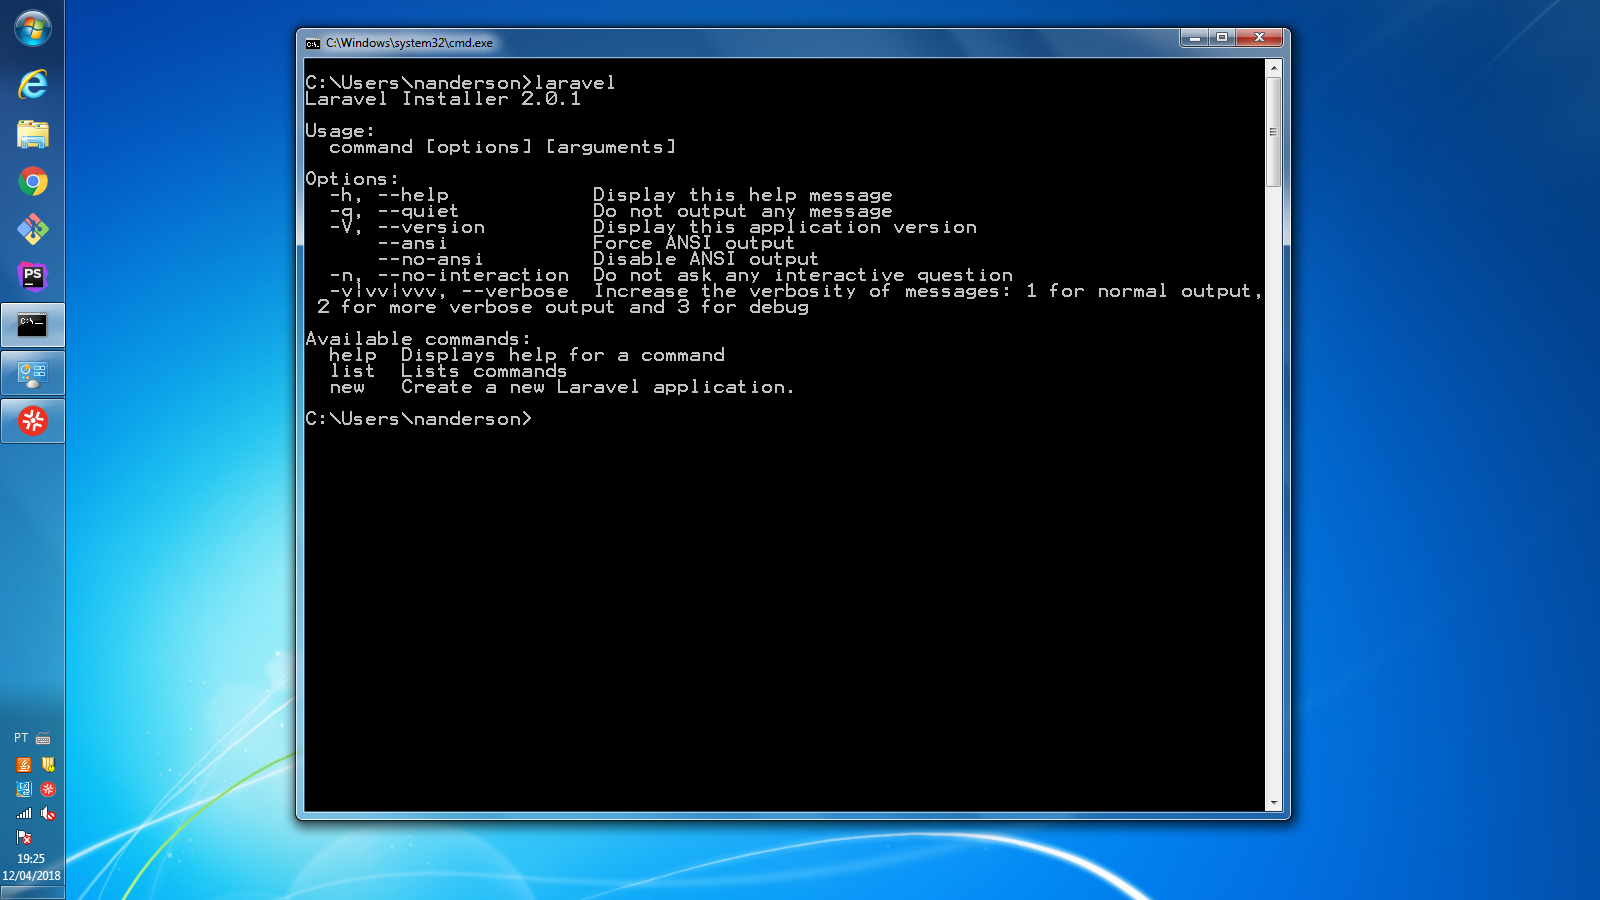 C:\Windows\system32\cmd.exe
C:\Users\nanderson>laravel
Laravel Installer 2.0.1
Usage:
command [options] [arguments]
Options:
-h, --help Display this help message
-q, --quiet Do not output any message
-V, --version Display this application version
--ansi Force ANSI output
--no-ansi Disable ANSI output
-n, --no-interaction Do not ask any interactive question
-v|vv|vvv, --verbose Increase the verbosity of messages: 1 for normal output,
2 for more verbose output and 3 for debug
Available commands:
help Displays help for a command
list Lists commands
new Create a new Laravel application.
C:\Users\nanderson>
PS
C:\_
PT
19:25
12/04/2018